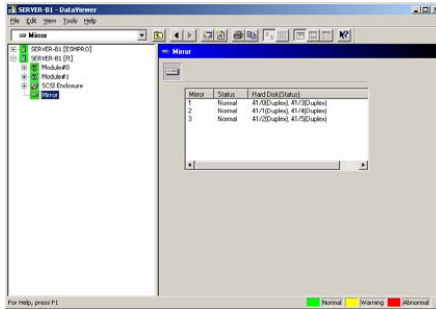 SERVER-B1 - DataViewer
File Edit View Tools Help
Mirror
SERVER-B1 [ESMPRO]
SERVER-B1 [ft]
Module#0
Module#1
SCSI Enclosure
Mirror
Mirror
Mirror Status Hard Disk(Status)
1 Normal 41/0(Duplex), 41/3(Duplex)
2 Normal 41/1(Duplex), 41/4(Duplex)
3 Normal 41/2(Duplex), 41/5(Duplex)
For Help, press F1
Normal Warning Abnormal